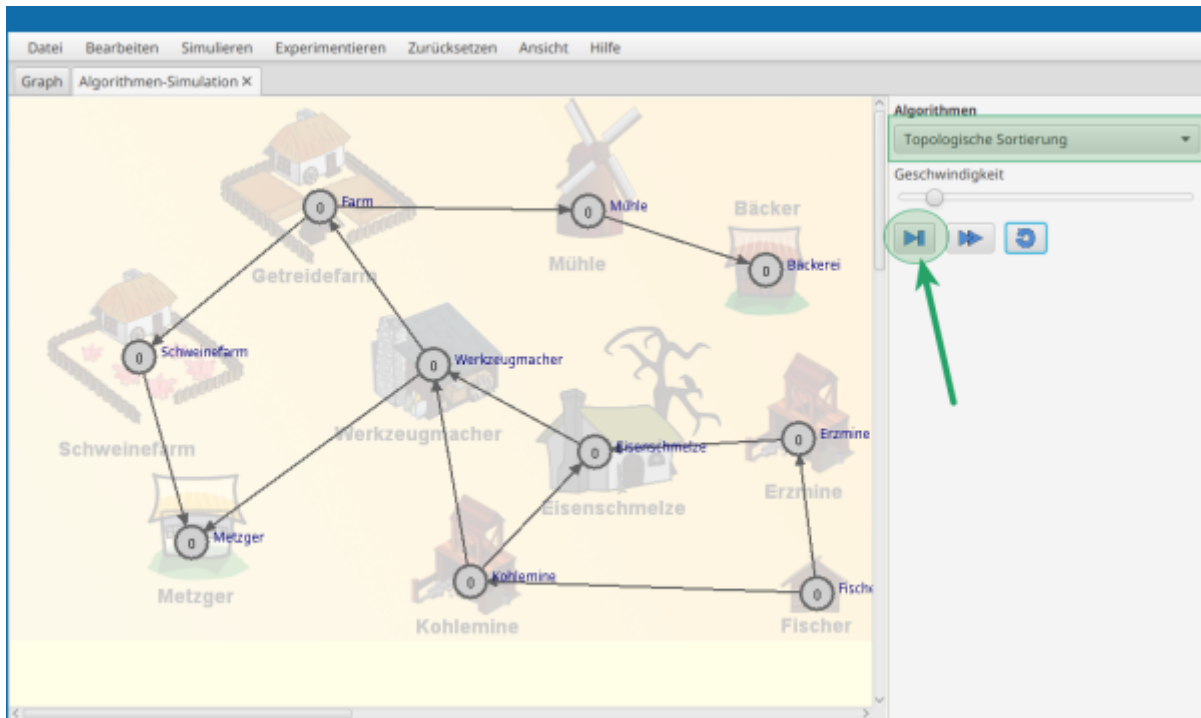 Datei Bearbeiten Simulieren Experimentieren Zurücksetzen Ansicht Hilfe
Graph Algorithmen-Simulation ×
Algorithmen
Topologische Sortierung
Geschwindigkeit
0 Farm
0 Mühle
Bäcker
0 Bäckerei
Getreidefarm
Mühle
0 Schweinefarm
0 Werkzeugmacher
Schweinefarm
Werkzeugmacher
0 Eisenschmelze
0 Erzmine
Erzmine
Eisenschmelze
0 Metzger
Metzger
0 Kohlemine
0 Fische
Kohlemine
Fischer